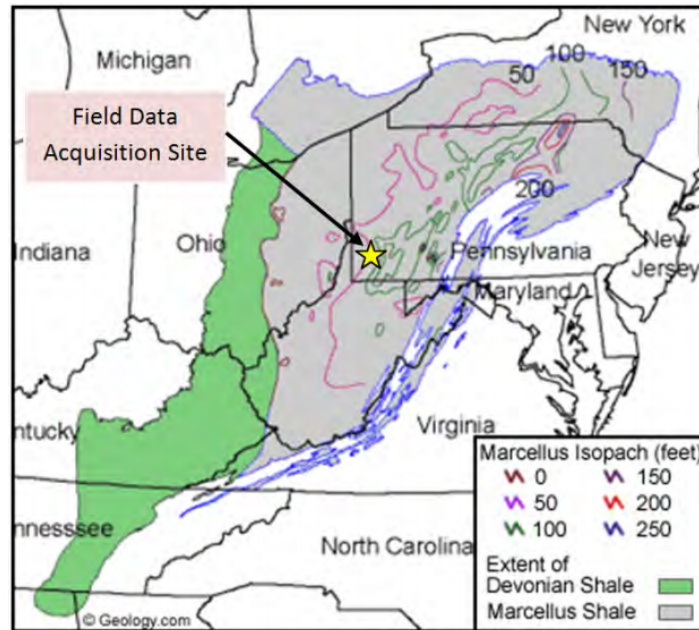 New York
Michigan
100
50
150
Field Data
Acquisition Site
200
Indiana
Ohio
Pennsylvania
New
Jersey
Maryland
ntucky
Virginia
Marcellus Isopach (feet)
0
150
50
200
100
250
nnesssee
North Carolina
Extent of
Devonian Shale
Marcellus Shale
© Geology.com